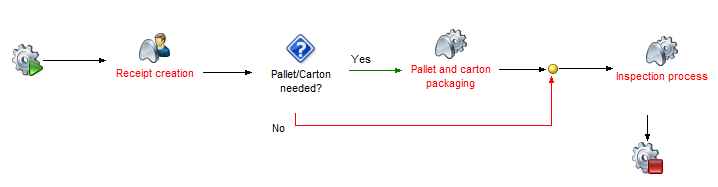 Receipt creation
Pallet/Carton
needed?
Yes
No
Pallet and carton
packaging
Inspection process